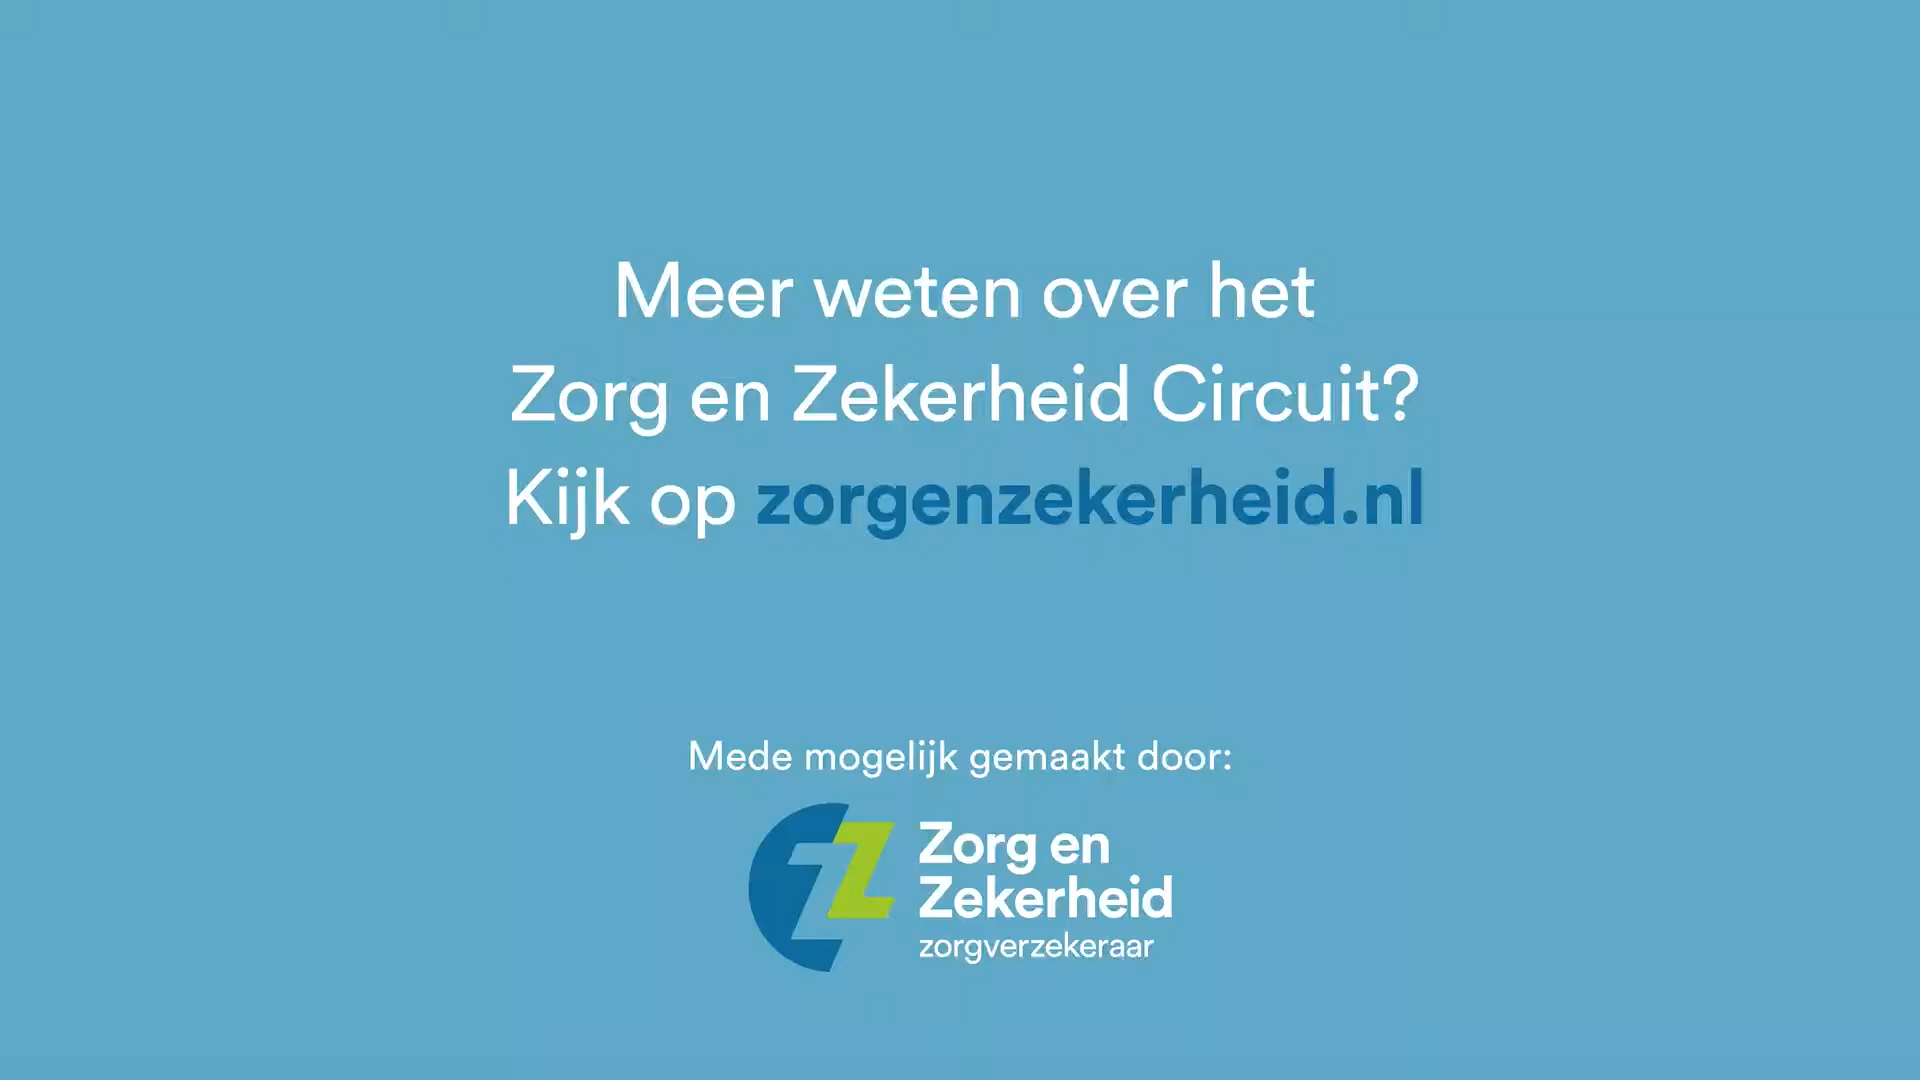 Meer weten over het
Zorg en Zekerheid Circuit?
Kijk op zorgenzekerheid.nl
Mede mogelijk gemaakt door:
Zorg en
Zekerheid
zorgverzekeraar